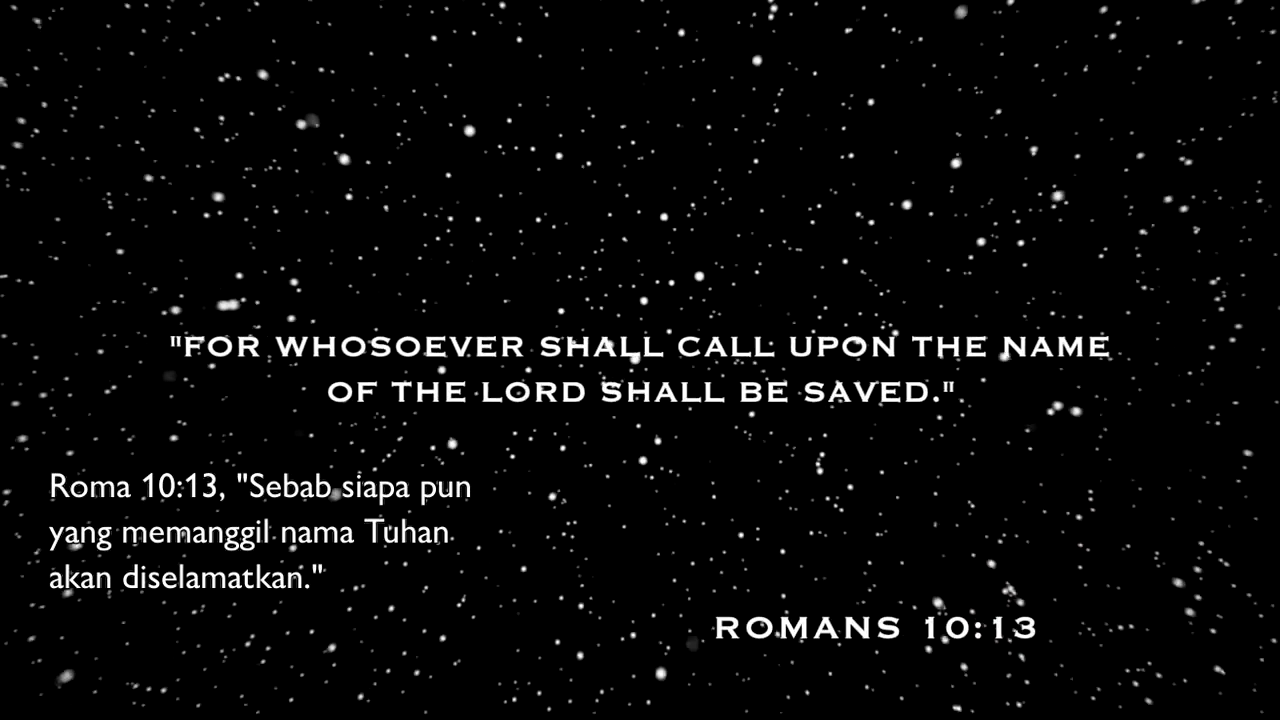 "FOR WHOSOEVER SHALL CALL UPON THE NAME
OF THE LORD SHALL BE SAVED."
Roma 10:13, "Sebab siapa pun
yang memanggil nama Tuhan
akan diselamatkan."
ROMANS 10:13